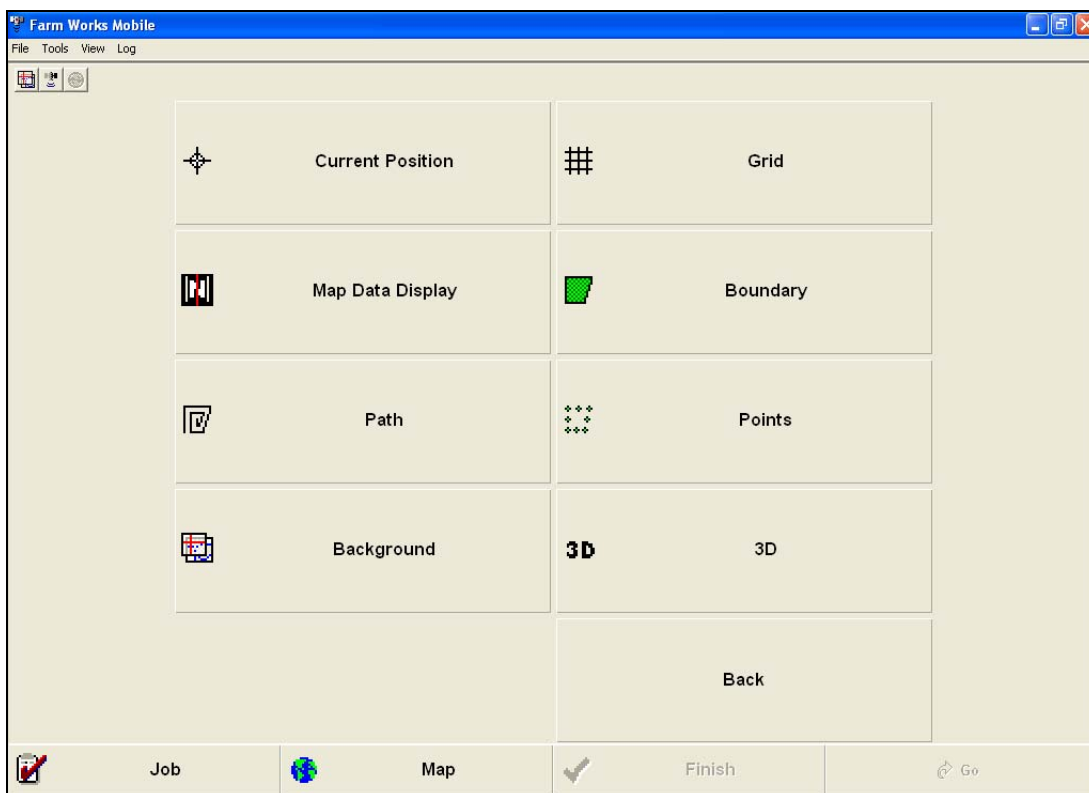 Farm Works Mobile
File Tools View Log
Current Position
Grid
Map Data Display
Boundary
Path
Points
Background
3D 3D
Back
Job Map Finish Go